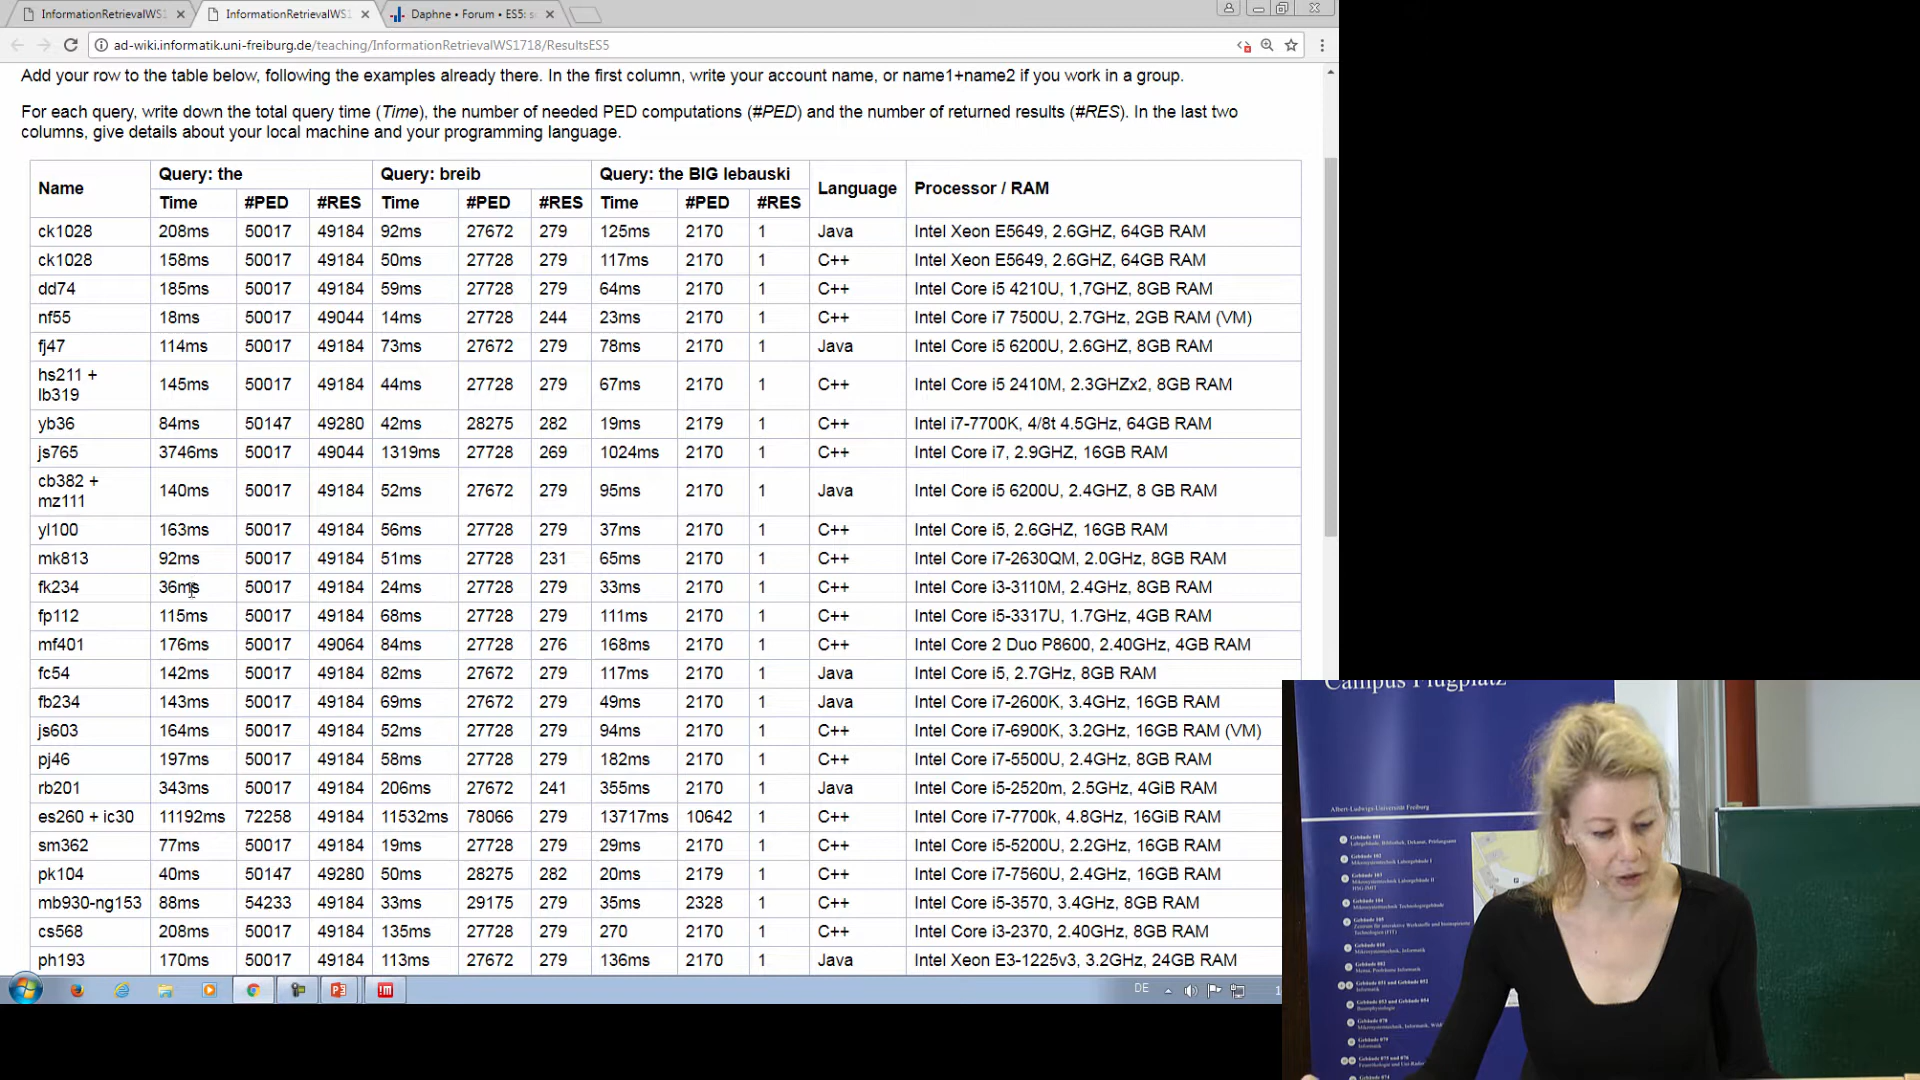 InformationRetrievalWS1
InformationRetrievalWS1
Daphne • Forum • ES5: s
ad-wiki.informatik.uni-freiburg.de/teaching/InformationRetrievalWS1718/ResultsES5
Add your row to the table below, following the examples already there. In the first column, write your account name, or name1+name2 if you work in a group.
For each query, write down the total query time (Time), the number of needed PED computations (#PED) and the number of returned results (#RES). In the last two
columns, give details about your local machine and your programming language.
Name Query: the Query: breib Query: the BIG lebauski Language Processor / RAM
Time #PED #RES Time #PED #RES Time #PED #RES
ck1028 208ms 50017 49184 92ms 27672 279 125ms 2170 1 Java Intel Xeon E5649, 2.6GHZ, 64GB RAM
ck1028 158ms 50017 49184 50ms 27728 279 117ms 2170 1 C++ Intel Xeon E5649, 2.6GHZ, 64GB RAM
dd74 185ms 50017 49184 59ms 27728 279 64ms 2170 1 C++ Intel Core i5 4210U, 1,7GHZ, 8GB RAM
nf55 18ms 50017 49044 14ms 27728 244 23ms 2170 1 C++ Intel Core i7 7500U, 2.7GHz, 2GB RAM (VM)
fj47 114ms 50017 49184 73ms 27672 279 78ms 2170 1 Java Intel Core i5 6200U, 2.6GHZ, 8GB RAM
hs211 +
lb319 145ms 50017 49184 44ms 27728 279 67ms 2170 1 C++ Intel Core i5 2410M, 2.3GHZx2, 8GB RAM
yb36 84ms 50147 49280 42ms 28275 282 19ms 2179 1 C++ Intel i7-7700K, 4/8t 4.5GHz, 64GB RAM
js765 3746ms 50017 49044 1319ms 27728 269 1024ms 2170 1 C++ Intel Core i7, 2.9GHZ, 16GB RAM
cb382 +
mz111 140ms 50017 49184 52ms 27672 279 95ms 2170 1 Java Intel Core i5 6200U, 2.4GHZ, 8 GB RAM
yl100 163ms 50017 49184 56ms 27728 279 37ms 2170 1 C++ Intel Core i5, 2.6GHZ, 16GB RAM
mk813 92ms 50017 49184 51ms 27728 231 65ms 2170 1 C++ Intel Core i7-2630QM, 2.0GHz, 8GB RAM
fk234 36ms 50017 49184 24ms 27728 279 33ms 2170 1 C++ Intel Core i3-3110M, 2.4GHz, 8GB RAM
fp112 115ms 50017 49184 68ms 27728 279 111ms 2170 1 C++ Intel Core i5-3317U, 1.7GHz, 4GB RAM
mf401 176ms 50017 49064 84ms 27728 276 168ms 2170 1 C++ Intel Core 2 Duo P8600, 2.40GHz, 4GB RAM
fc54 142ms 50017 49184 82ms 27672 279 117ms 2170 1 Java Intel Core i5, 2.7GHz, 8GB RAM
fb234 143ms 50017 49184 69ms 27672 279 49ms 2170 1 Java Intel Core i7-2600K, 3.4GHz, 16GB RAM
js603 164ms 50017 49184 52ms 27728 279 94ms 2170 1 C++ Intel Core i7-6900K, 3.2GHz, 16GB RAM (VM)
pj46 197ms 50017 49184 58ms 27728 279 182ms 2170 1 C++ Intel Core i7-5500U, 2.4GHz, 8GB RAM
rb201 343ms 50017 49184 206ms 27672 241 355ms 2170 1 Java Intel Core i5-2520m, 2.5GHz, 4GiB RAM
es260 + ic30 11192ms 72258 49184 11532ms 78066 279 13717ms 10642 1 C++ Intel Core i7-7700k, 4.8GHz, 16GiB RAM
sm362 77ms 50017 49184 19ms 27728 279 29ms 2170 1 C++ Intel Core i5-5200U, 2.2GHz, 16GB RAM
pk104 40ms 50147 49280 50ms 28275 282 20ms 2179 1 C++ Intel Core i7-7560U, 2.4GHz, 16GB RAM
mb930-ng153 88ms 54233 49184 33ms 29175 279 35ms 2328 1 C++ Intel Core i5-3570, 3.4GHz, 8GB RAM
cs568 208ms 50017 49184 135ms 27728 279 270 2170 1 C++ Intel Core i3-2370, 2.40GHz, 8GB RAM
ph193 170ms 50017 49184 113ms 27672 279 136ms 2170 1 Java Intel Xeon E3-1225v3, 3.2GHz, 24GB RAM
DE
Campus Flugplatz
Albert-Ludwigs-Universität Freiburg
Gebäude 101
Gebäude 102
Gebäude 103